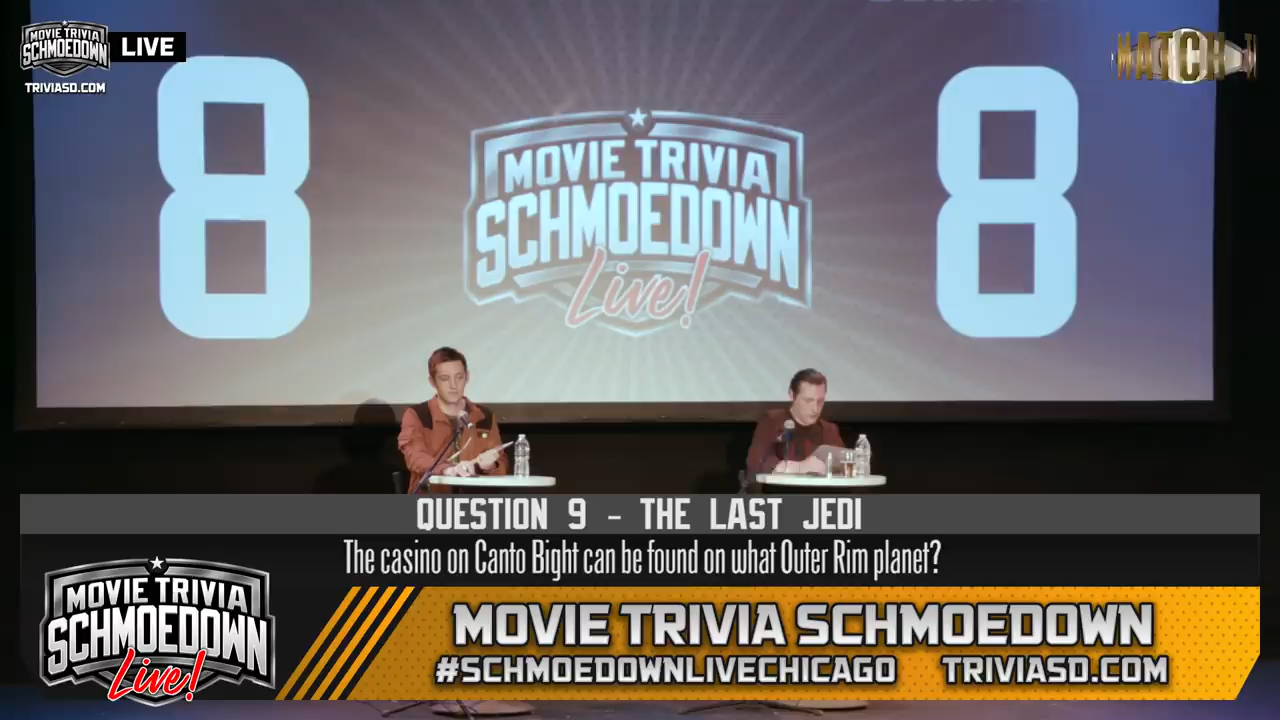 MOVIE TRIVIA
SCHMOEDOWN
LIVE
TRIVIASD.COM
MATCH
8
MOVIE TRIVIA
SCHMOEDOWN
Live!
8
QUESTION 9 - THE LAST JEDI
The casino on Canto Bight can be found on what Outer Rim planet?
MOVIE TRIVIA
SCHMOEDOWN
Live!
MOVIE TRIVIA SCHMOEDOWN
#SCHMOEDOWNLIVECHICAGO TRIVIASD.COM